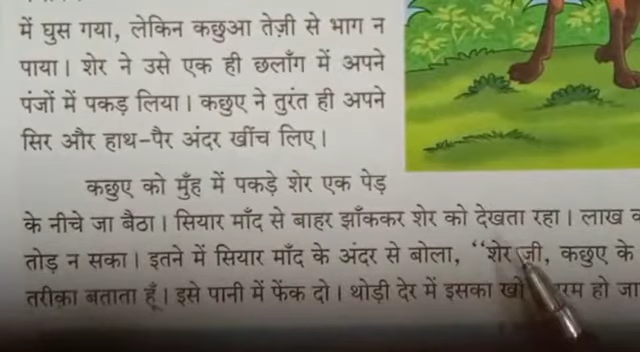 में घुस गया, लेकिन कछुआ तेज़ी से भाग न
पाया। शेर ने उसे एक ही छलाँग में अपने
पंजों में पकड़ लिया। कछुए ने तुरंत ही अपने
सिर और हाथ-पैर अंदर खींच लिए।
कछुए को मुँह में पकड़े शेर एक पेड़
के नीचे जा बैठा। सियार माँद से बाहर झाँककर शेर को देखता रहा। लाख
तोड़ न सका। इतने में सियार माँद के अंदर से बोला, “शेर जी, कछुए के
तरीक़ा बताता हूँ। इसे पानी में फेंक दो। थोड़ी देर में इसका हो जा